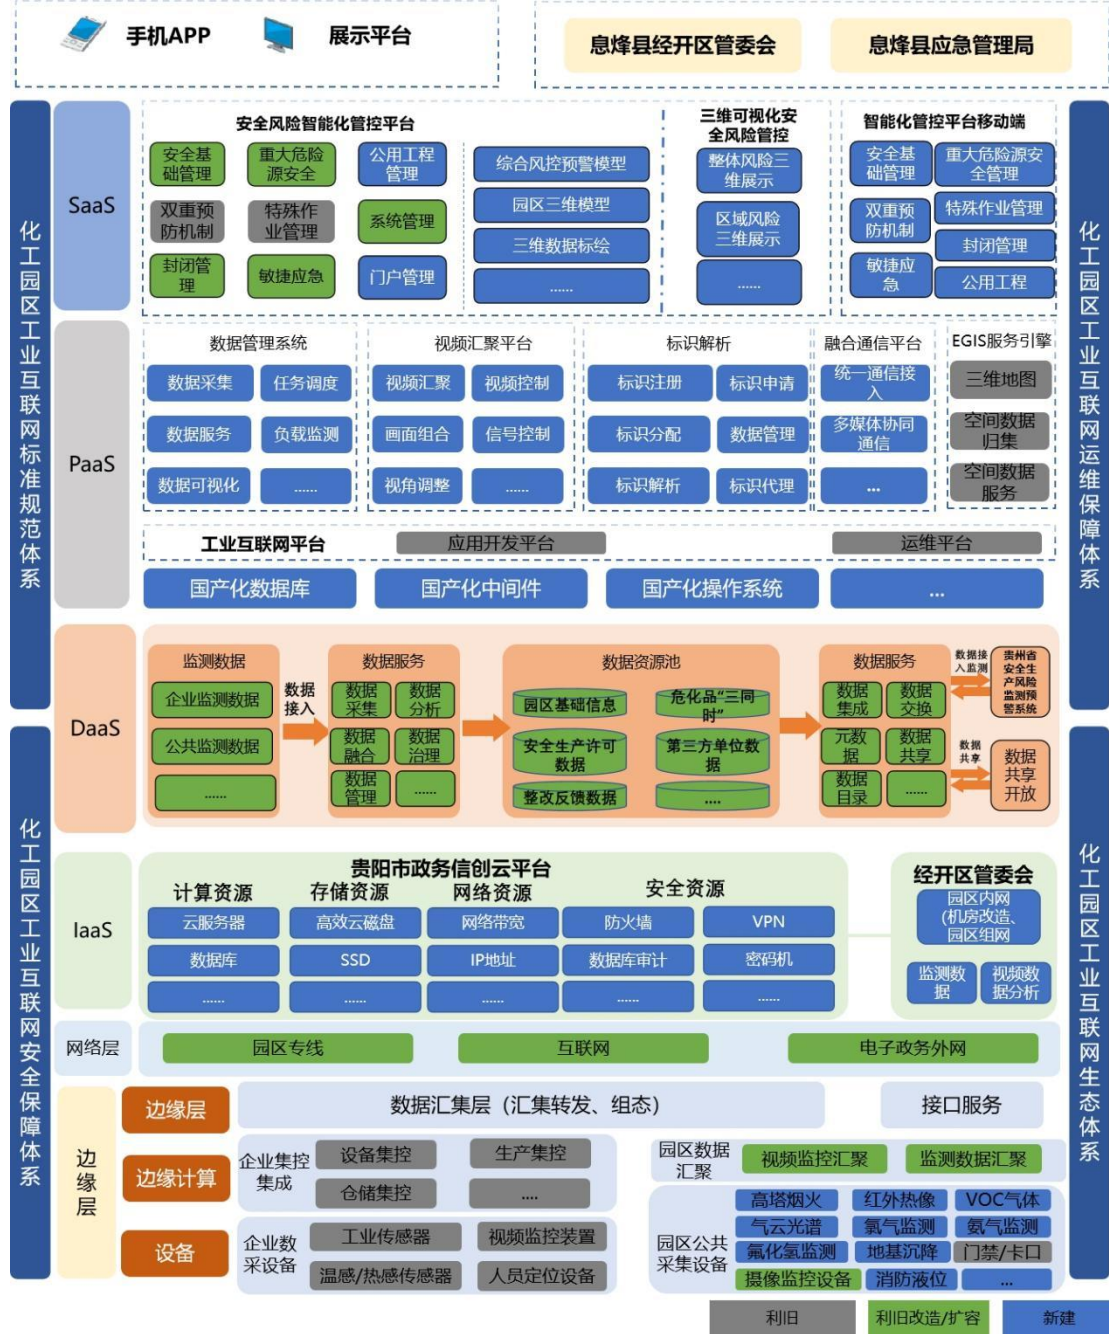 手机APP
展示平台
息烽县经开区管委会
息烽县应急管理局
化工园区工业互联网标准规范体系
化工园区工业互联网安全保障体系
化工园区工业互联网运维保障体系
化工园区工业互联网生态体系
SaaS
安全风险智能化管控平台
安全基
础管理
重大危险
源安全
公用工程
管理
双重预
防机制
特殊作
业管理
系统管理
封闭管
理
敏捷应急
门户管理
综合风控预警模型
园区三维模型
三维数据标绘
......
三维可视化安
全风险管控
整体风险三
维展示
区域风险
三维展示
......
智能化管控平台移动端
安全基
础管理
重大危险源安
全管理
双重预
防机制
特殊作业管理
封闭管理
敏捷应
急
公用工程
PaaS
数据管理系统
数据采集
任务调度
数据服务
负载监测
数据可视化
......
视频汇聚平台
视频汇聚
视频控制
画面组合
信号控制
视角调整
......
标识解析
标识注册
标识申请
标识分配
数据管理
标识解析
标识代理
融合通信平台
统一通信接
入
多媒体协同
通信
...
EGIS服务引擎
三维地图
空间数据
归集
空间数据
服务
工业互联网平台
应用开发平台
运维平台
国产化数据库
国产化中间件
国产化操作系统
...
DaaS
监测数据
企业监测数据
公共监测数据
......
数据
接入
数据服务
数据
采集
数据
分析
数据
融合
数据
治理
数据
管理
......
数据资源池
园区基础信息
危化品“三同
时”
安全生产许可
数据
第三方单位数
据
整改反馈数据
....
数据服务
数据
集成
数据
交换
元数
据
数据
共享
数据
目录
......
数据接
入监测
贵州省
安全生
产风险
监测预
警系统
数据
共享
数据
共享
开放
IaaS
贵阳市政务信创云平台
计算资源
存储资源
网络资源
安全资源
云服务器
高效云磁盘
网络带宽
防火墙
VPN
数据库
SSD
IP地址
数据库审计
密码机
......
......
......
......
......
经开区管委会
园区内网
(机房改造、
园区组网
监测数
据
视频数
据分析
网络层
园区专线
互联网
电子政务外网
边缘层
边缘层
数据汇集层（汇集转发、组态）
接口服务
边缘计算
企业集控
集成
设备集控
生产集控
仓储集控
....
园区数据
汇聚
视频监控汇聚
监测数据汇聚
设备
企业数
采设备
工业传感器
视频监控装置
温感/热感传感器
人员定位设备
园区公共
采集设备
高塔烟火
红外热像
VOC气体
气云光谱
氯气监测
氨气监测
氟化氢监测
地基沉降
门禁/卡口
摄像监控设备
消防液位
...
利旧
利旧改造/扩容
新建